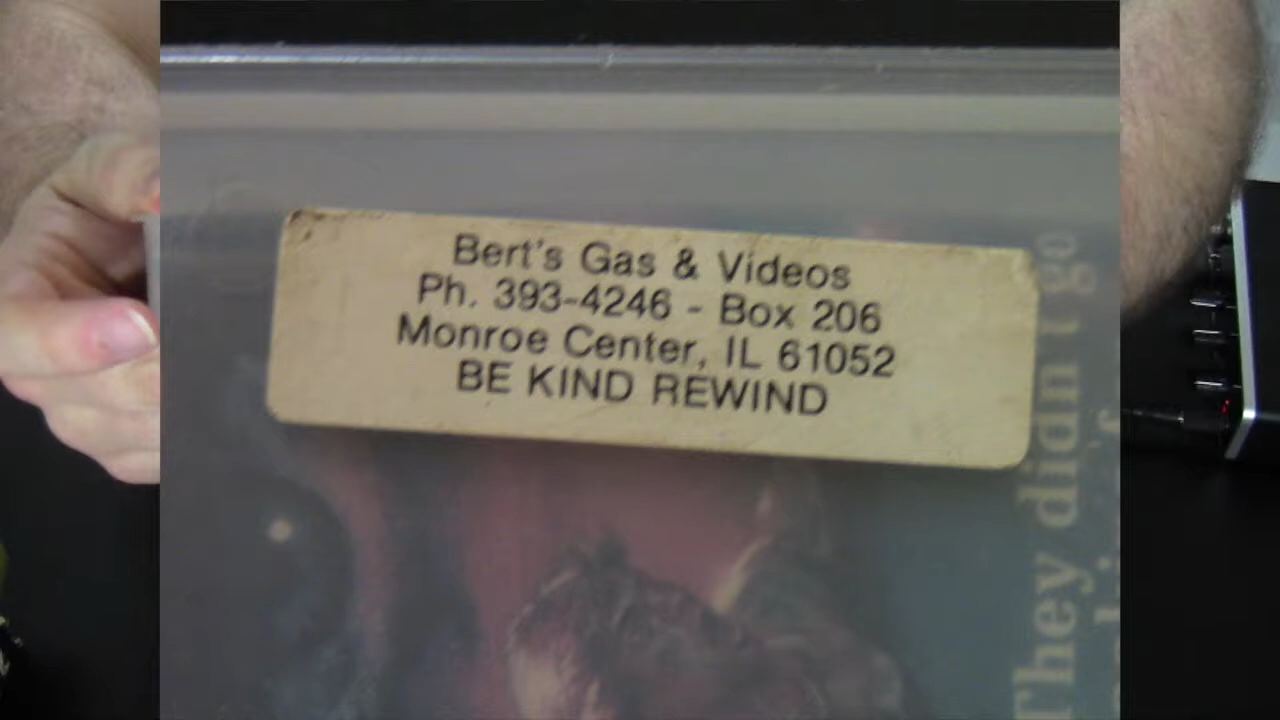 Bert's Gas & Videos
Ph. 393-4246 - Box 206
Monroe Center, IL 61052
BE KIND REWIND
They didn't go